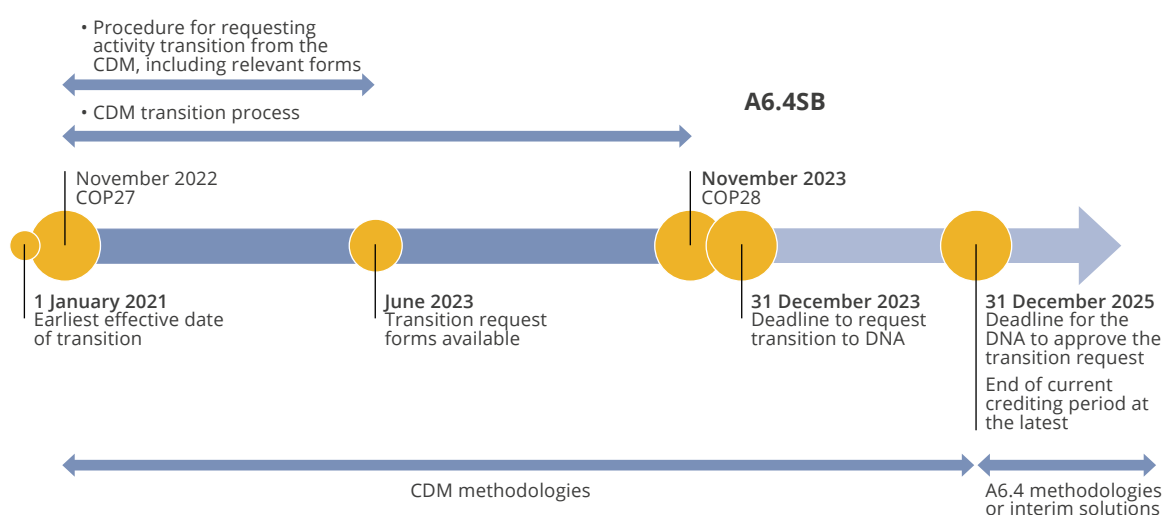 • Procedure for requesting
activity transition from the
CDM, including relevant forms
• CDM transition process
A6.4SB
November 2022
COP27
November 2023
COP28
1 January 2021
Earliest effective date
of transition
June 2023
Transition request
forms available
31 December 2023
Deadline to request
transition to DNA
31 December 2025
Deadline for the
DNA to approve the
transition request
End of current
crediting period at
the latest
CDM methodologies
A6.4 methodologies
or interim solutions